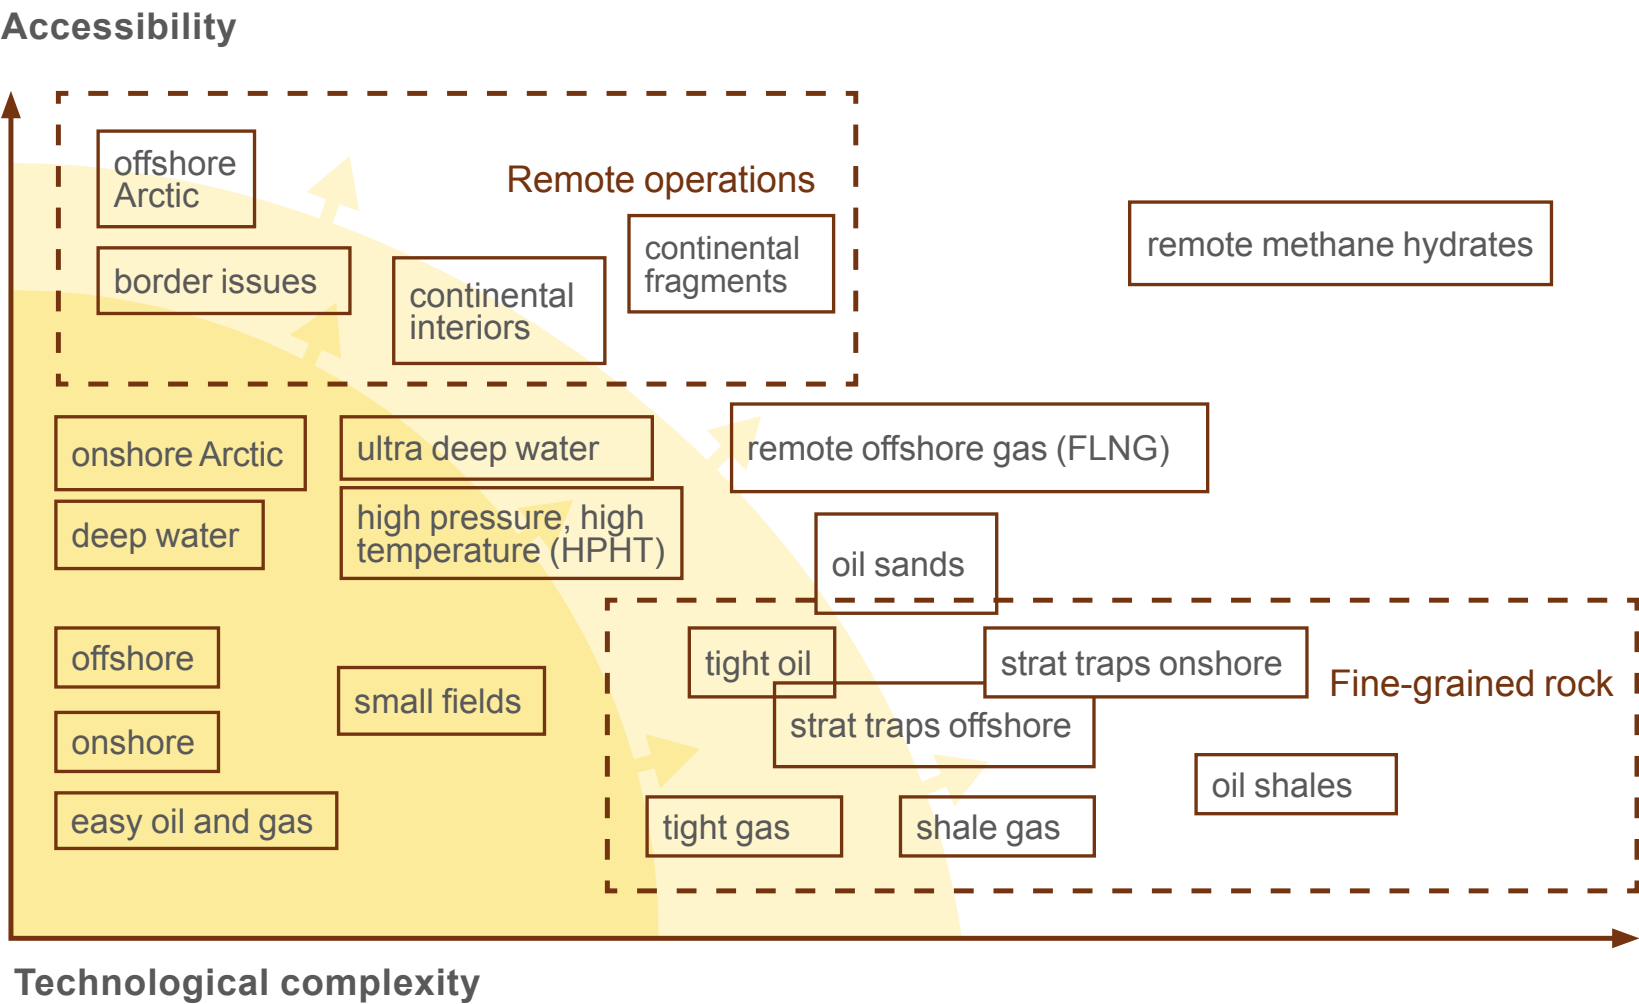 Accessibility
offshore
Arctic
Remote operations
continental
fragments
remote methane hydrates
border issues
continental
interiors
onshore Arctic
ultra deep water
remote offshore gas (FLNG)
deep water
high pressure, high
temperature (HPHT)
oil sands
offshore
tight oil
strat traps onshore
Fine-grained rock
small fields
strat traps offshore
onshore
oil shales
easy oil and gas
tight gas
shale gas
Technological complexity